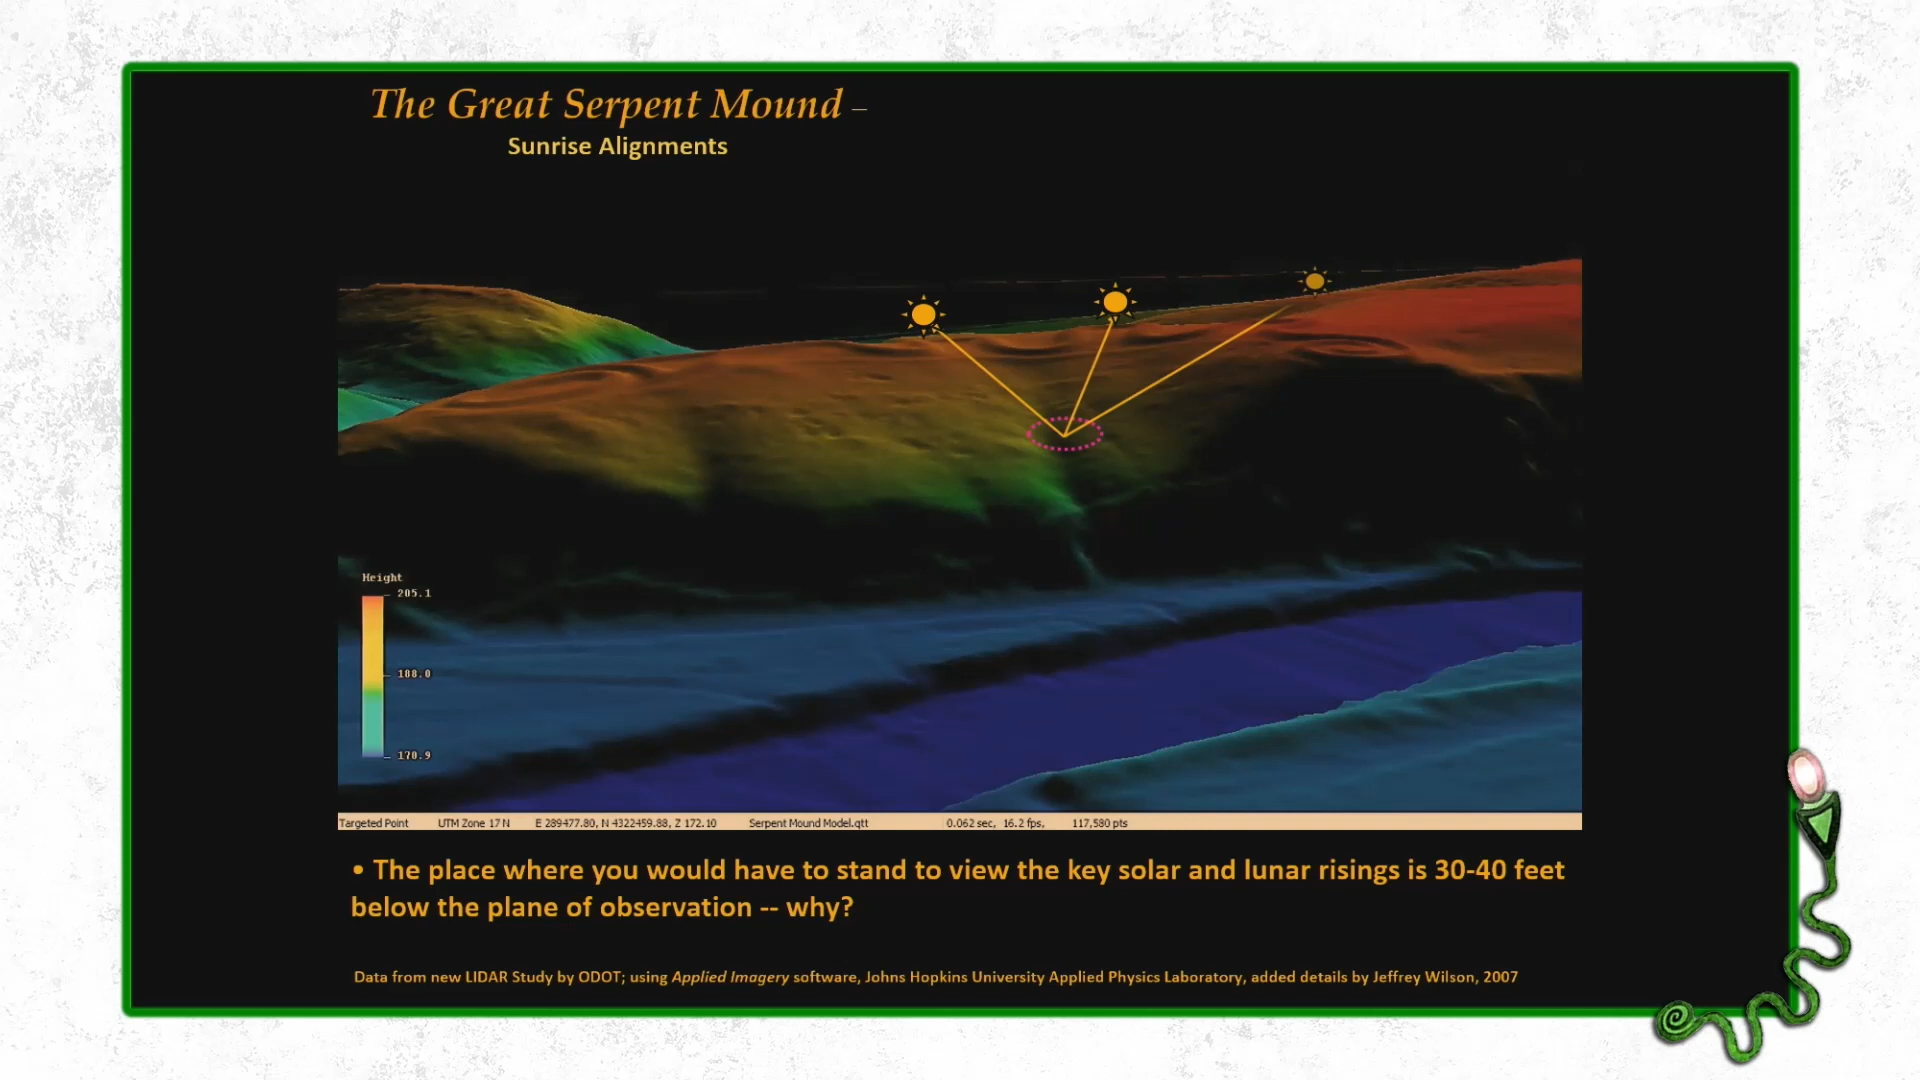 The Great Serpent Mound –
Sunrise Alignments
Height
205.1
188.0
170.9
Targeted Point UTM Zone 17 N E 289477.80, N 4322459.88, Z 172.10 Serpent Mound Model.qtt 0.062 sec, 16.2 fps, 117,580 pts
• The place where you would have to stand to view the key solar and lunar risings is 30-40 feet
below the plane of observation -- why?
Data from new LIDAR Study by ODOT; using Applied Imagery software, Johns Hopkins University Applied Physics Laboratory, added details by Jeffrey Wilson, 2007